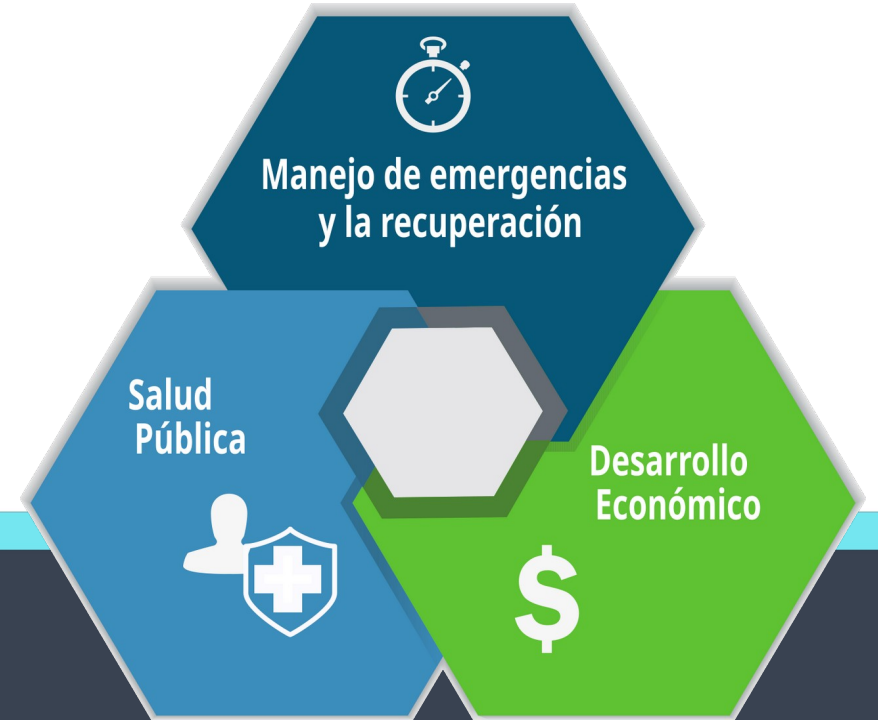 Manejo de emergencias
y la recuperación
Salud
Pública
Desarrollo
Económico
$